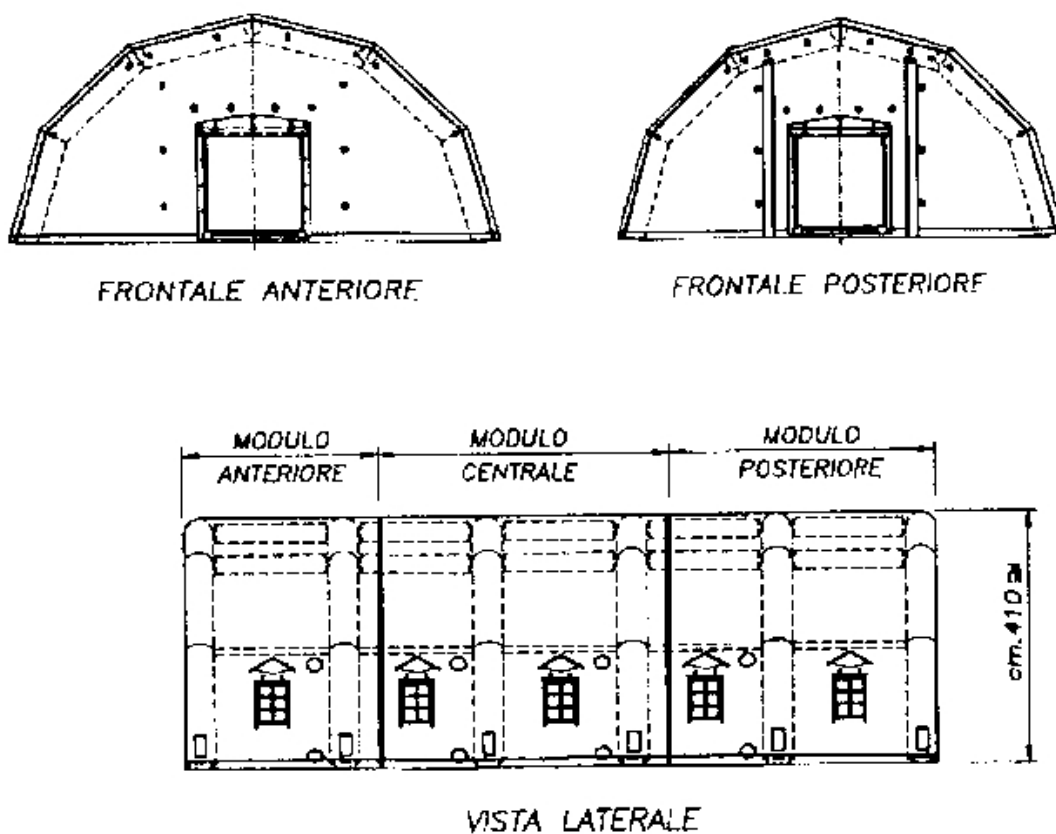 FRONTALE ANTERIORE
FRONTALE POSTERIORE
MODULO
ANTERIORE
MODULO
CENTRALE
MODULO
POSTERIORE
cm.410
VISTA LATERALE